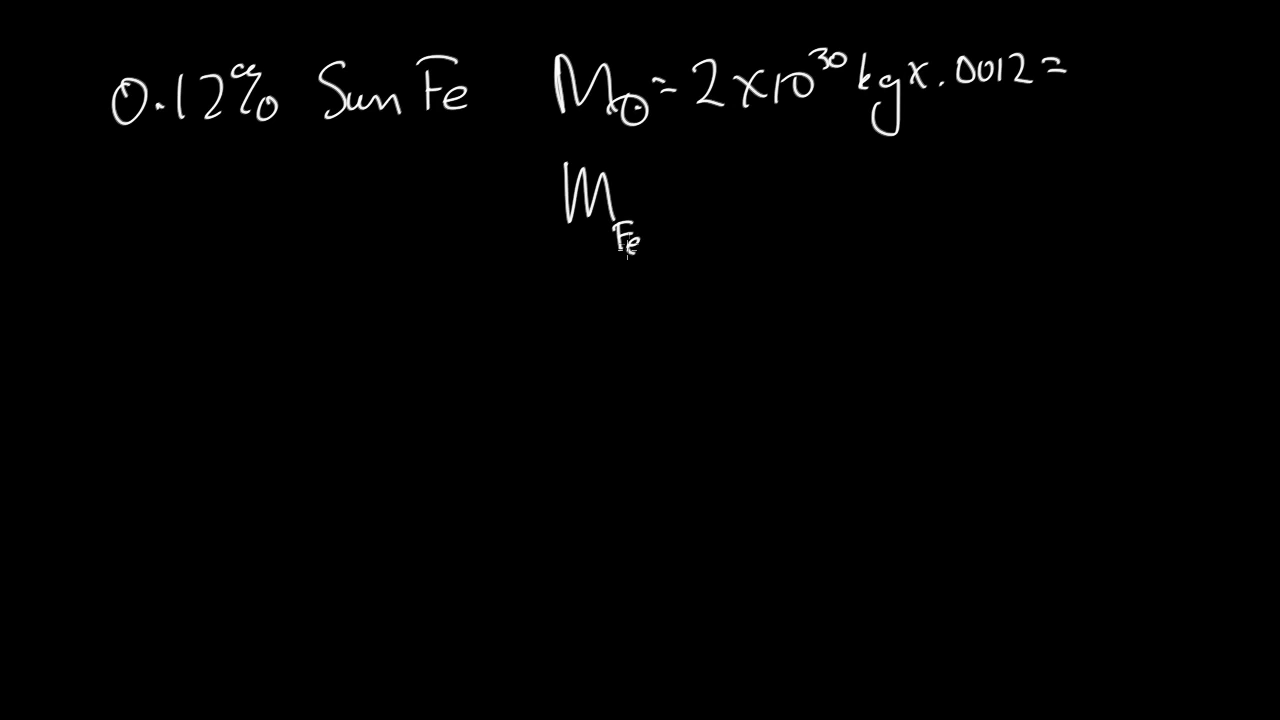 0.12% Sun Fe M☉ = 2 x 10³⁰ kg x .0012 =
M_Fe